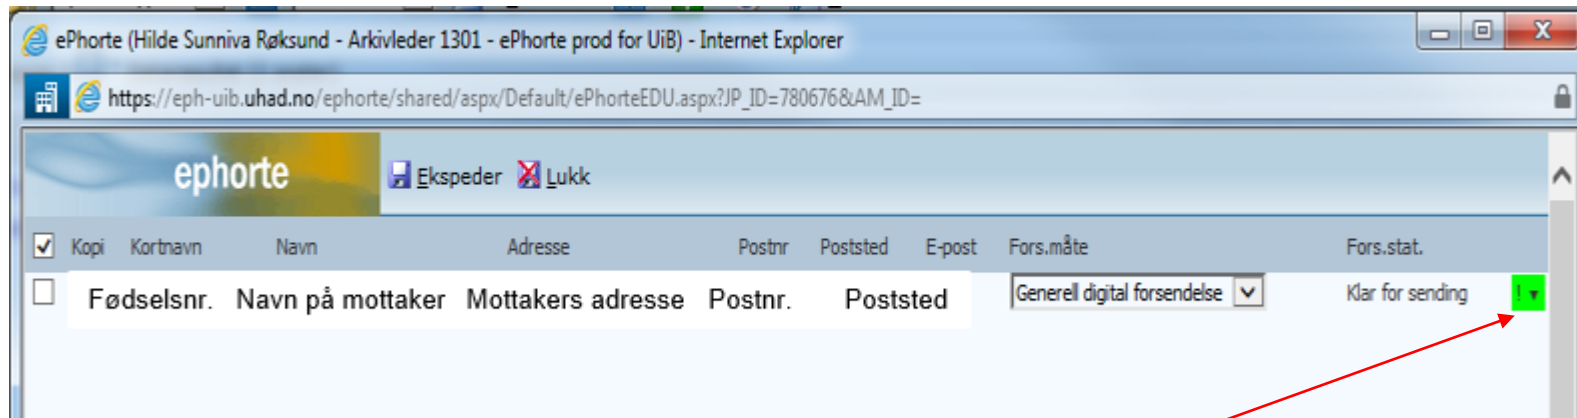 ePhorte (Hilde Sunniva Røksund - Arkivleder 1301 - ePhorte prod for UiB) - Internet Explorer
https://eph-uib.uhad.no/ephorte/shared/aspx/Default/ePhorteEDU.aspx?JP_ID=780676&AM_ID=
ephorte Ekspeder Lukk
Kopi Kortnavn Navn Adresse Postnr Poststed E-post Fors.måte Fors.stat.
Fødselsnr. Navn på mottaker Mottakers adresse Postnr. Poststed Generell digital forsendelse Klar for sending !